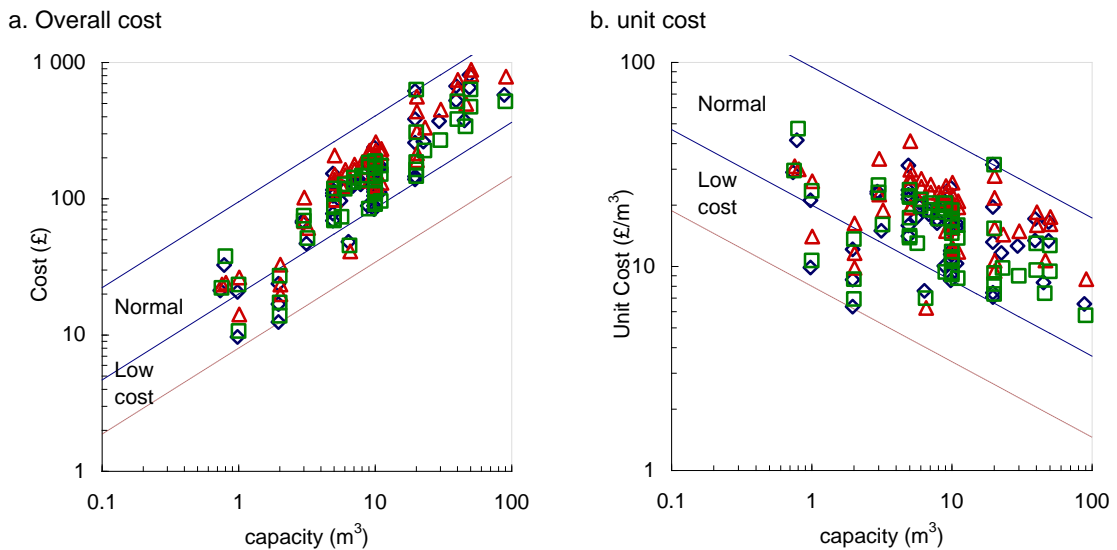 a. Overall cost
1 000
100
10
1
0.1
1
10
100
Cost (£)
capacity (m³)
Normal
Low
cost
b. unit cost
100
10
1
0.1
1
10
100
Unit Cost (£/m³)
capacity (m³)
Normal
Low
cost